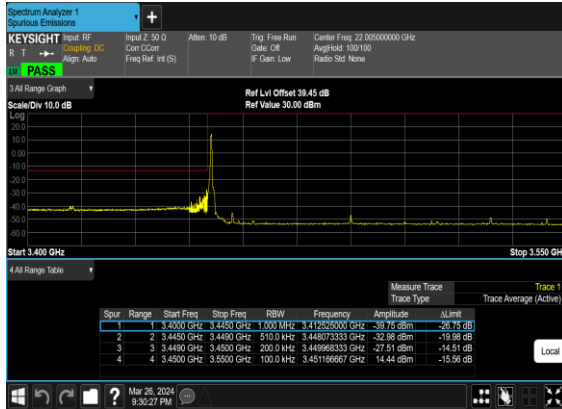 Spectrum Analyzer 1
Spurious Emissions
KEYSIGHT
R T
LW PASS
Input: RF
Coupling: DC
Align: Auto
Input Z: 50 Ω
Corr CCorr
Freq Ref: Int (S)
Atten: 10 dB
Trig: Free Run
Gate: Off
IF Gain: Low
Center Freq: 22.005000000 GHz
Avg|Hold: 100/100
Radio Std: None
3 All Range Graph
Ref Lvl Offset 39.45 dB
Scale/Div 10.0 dB
Ref Value 30.00 dBm
Log
20.0
10.0
0.00
-10.0
-20.0
-30.0
-40.0
-50.0
-60.0
Start 3.400 GHz
Stop 3.550 GH
4 All Range Table
Measure Trace Trace 1
Trace Type Trace Average (Active)
Spur Range Start Freq Stop Freq RBW Frequency Amplitude ΔLimit
1 1 3.4000 GHz 3.4450 GHz 1.000 MHz 3.412525000 GHz -39.75 dBm -26.75 dB
2 2 3.4450 GHz 3.4490 GHz 510.0 kHz 3.448073333 GHz -32.98 dBm -19.98 dB
3 3 3.4490 GHz 3.4500 GHz 200.0 kHz 3.449968333 GHz -27.51 dBm -14.51 dB
4 4 3.4500 GHz 3.5500 GHz 100.0 kHz 3.451166667 GHz 14.44 dBm -15.56 dB
Local
Mar 26, 2024
9:30:27 PM